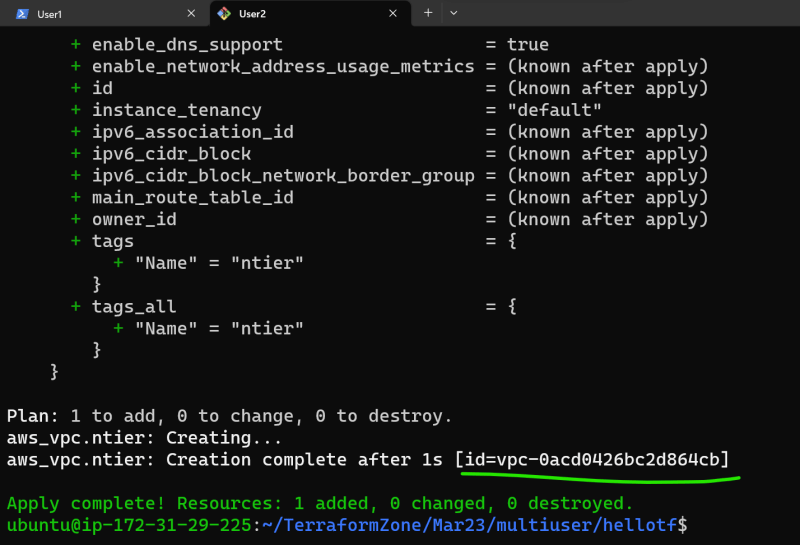 User1
User2
+ enable_dns_support = true
+ enable_network_address_usage_metrics = (known after apply)
+ id = (known after apply)
+ instance_tenancy = "default"
+ ipv6_association_id = (known after apply)
+ ipv6_cidr_block = (known after apply)
+ ipv6_cidr_block_network_border_group = (known after apply)
+ main_route_table_id = (known after apply)
+ owner_id = (known after apply)
+ tags = {
+ "Name" = "ntier"
}
+ tags_all = {
+ "Name" = "ntier"
}
}
Plan: 1 to add, 0 to change, 0 to destroy.
aws_vpc.ntier: Creating...
aws_vpc.ntier: Creation complete after 1s [id=vpc-0acd0426bc2d864cb]
Apply complete! Resources: 1 added, 0 changed, 0 destroyed.
ubuntu@ip-172-31-29-225:~/TerraformZone/Mar23/multiuser/hellotf$